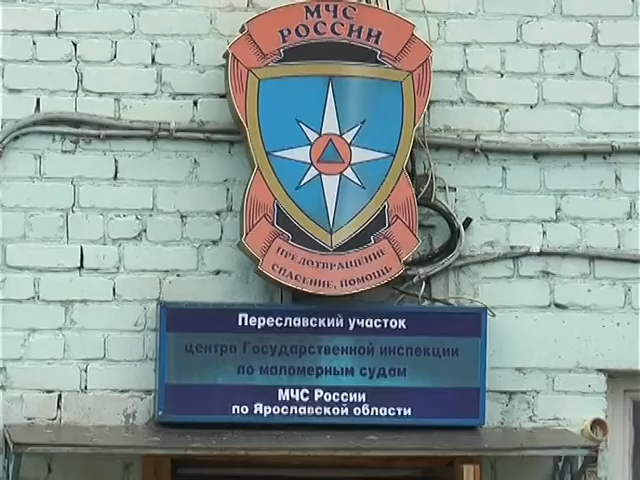 МЧС
РОССИИ
ПРЕДОТВРАЩЕНИЕ
СПАСЕНИЕ, ПОМОЩЬ
Переславский участок
центра Государственной инспекции
по маломерным судам
МЧС России
по Ярославской области